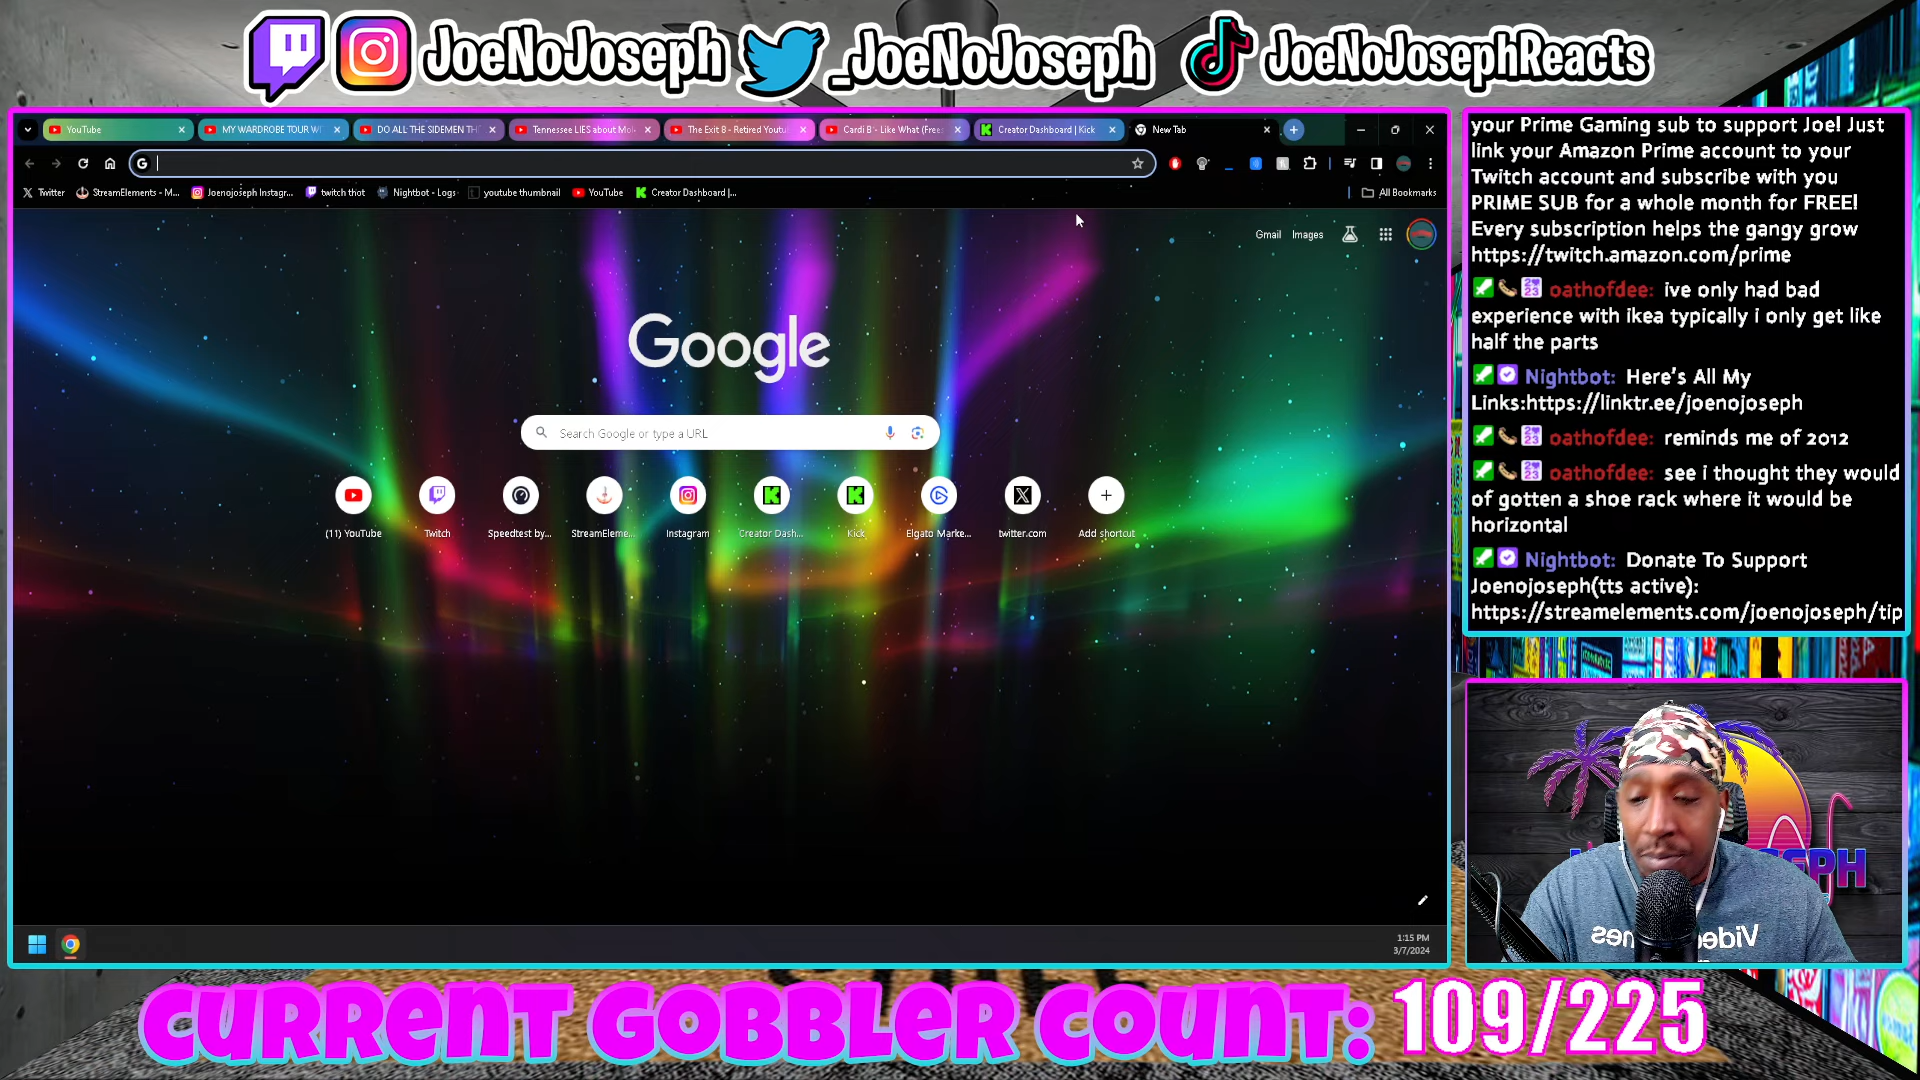 JoeNoJoseph _JoeNoJoseph JoeNoJosephReacts
YouTube
MY WARDROBE TOUR W
DO ALL THE SIDEMEN TH
Tennessee LIES about Mol
The Exit 8 - Retired Youtu
Cardi B - Like What (Free
Creator Dashboard | Kick
New Tab
Twitter
StreamElements - M...
Joenojoseph Instagr...
twitch thot
Nightbot - Logs
youtube thumbnail
YouTube
Creator Dashboard |...
All Bookmarks
Gmail Images
Google
Search Google or type a URL
(11) YouTube
Twitch
Speedtest by...
StreamEleme...
Instagram
Creator Dash...
Kick
Elgato Marke...
twitter.com
Add shortcut
1:15 PM
3/7/2024
your Prime Gaming sub to support Joe! Just
link your Amazon Prime account to your
Twitch account and subscribe with you
PRIME SUB for a whole month for FREE!
Every subscription helps the gangy grow
https://twitch.amazon.com/prime
oathofdee: ive only had bad
experience with ikea typically i only get like
half the parts
Nightbot: Here's All My
Links:https://linktr.ee/joenojoseph
oathofdee: reminds me of 2012
oathofdee: see i thought they would
of gotten a shoe rack where it would be
horizontal
Nightbot: Donate To Support
Joenojoseph(tts active):
https://streamelements.com/joenojoseph/tip
CURRENT GOBBLER COUNT: 109/225